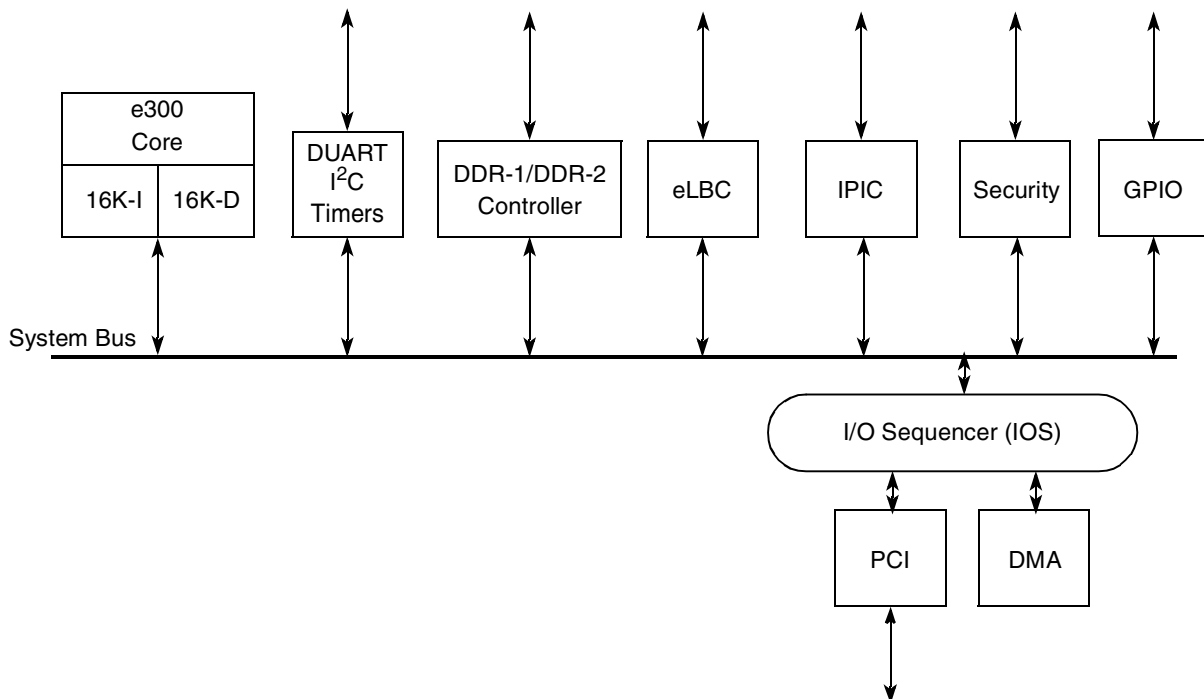 e300
Core
16K-I
16K-D
DUART
I²C
Timers
DDR-1/DDR-2
Controller
eLBC
IPIC
Security
GPIO
System Bus
I/O Sequencer (IOS)
PCI
DMA